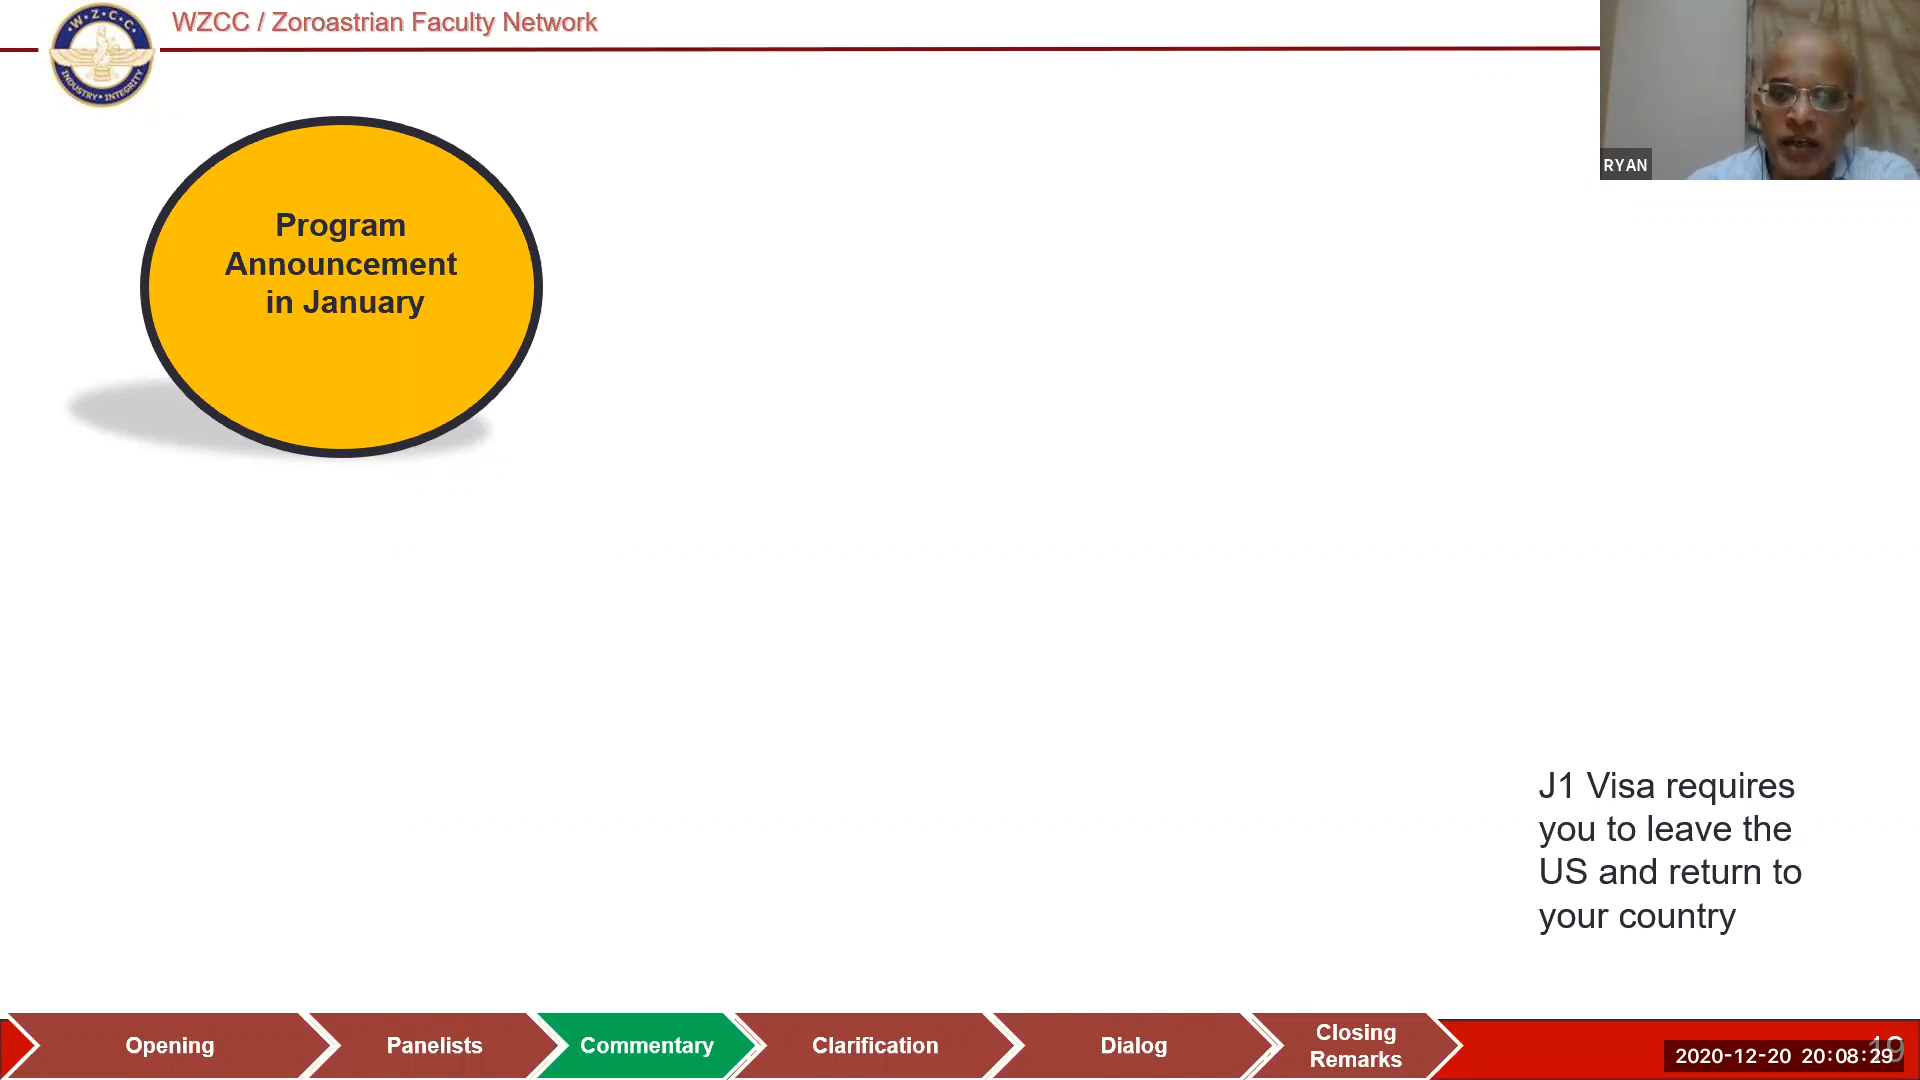 WZCC / Zoroastrian Faculty Network
W.Z.C.C.
INDUSTRY • INTEGRITY
RYAN
Program
Announcement
in January
J1 Visa requires
you to leave the
US and return to
your country
Opening
Panelists
Commentary
Clarification
Dialog
Closing
Remarks
19
2020-12-20 20:08:29